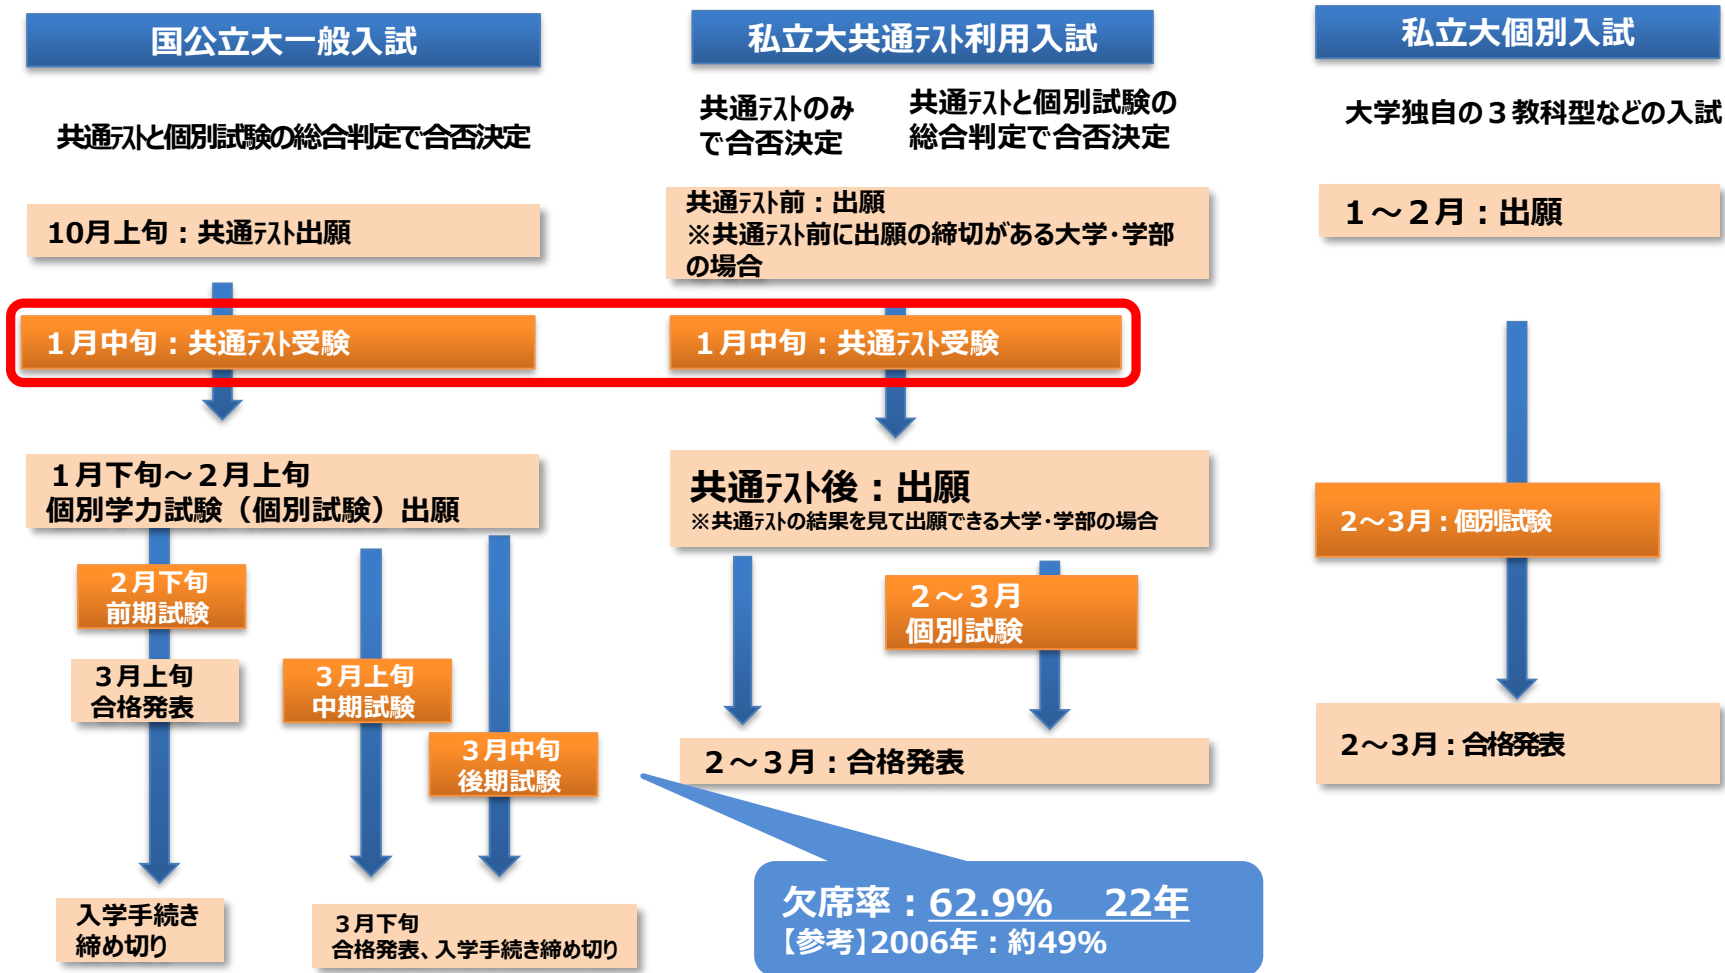 国公立大一般入試
共通テストと個別試験の総合判定で合否決定
10月上旬：共通テスト出願
１月中旬：共通テスト受験
１月下旬～２月上旬
個別学力試験（個別試験）出願
２月下旬
前期試験
３月上旬
合格発表
３月上旬
中期試験
３月中旬
後期試験
入学手続き
締め切り
３月下旬
合格発表、入学手続き締め切り
私立大共通テスト利用入試
共通テストのみ
で合否決定
共通テストと個別試験の
総合判定で合否決定
共通テスト前：出願
※共通テスト前に出願の締切がある大学・学部
の場合
１月中旬：共通テスト受験
共通テスト後：出願
※共通テストの結果を見て出願できる大学・学部の場合
２～３月
個別試験
２～３月：合格発表
欠席率：62.9%　22年
【参考】2006年：約49%
私立大個別入試
大学独自の３教科型などの入試
１～２月：出願
２～３月：個別試験
２～３月：合格発表